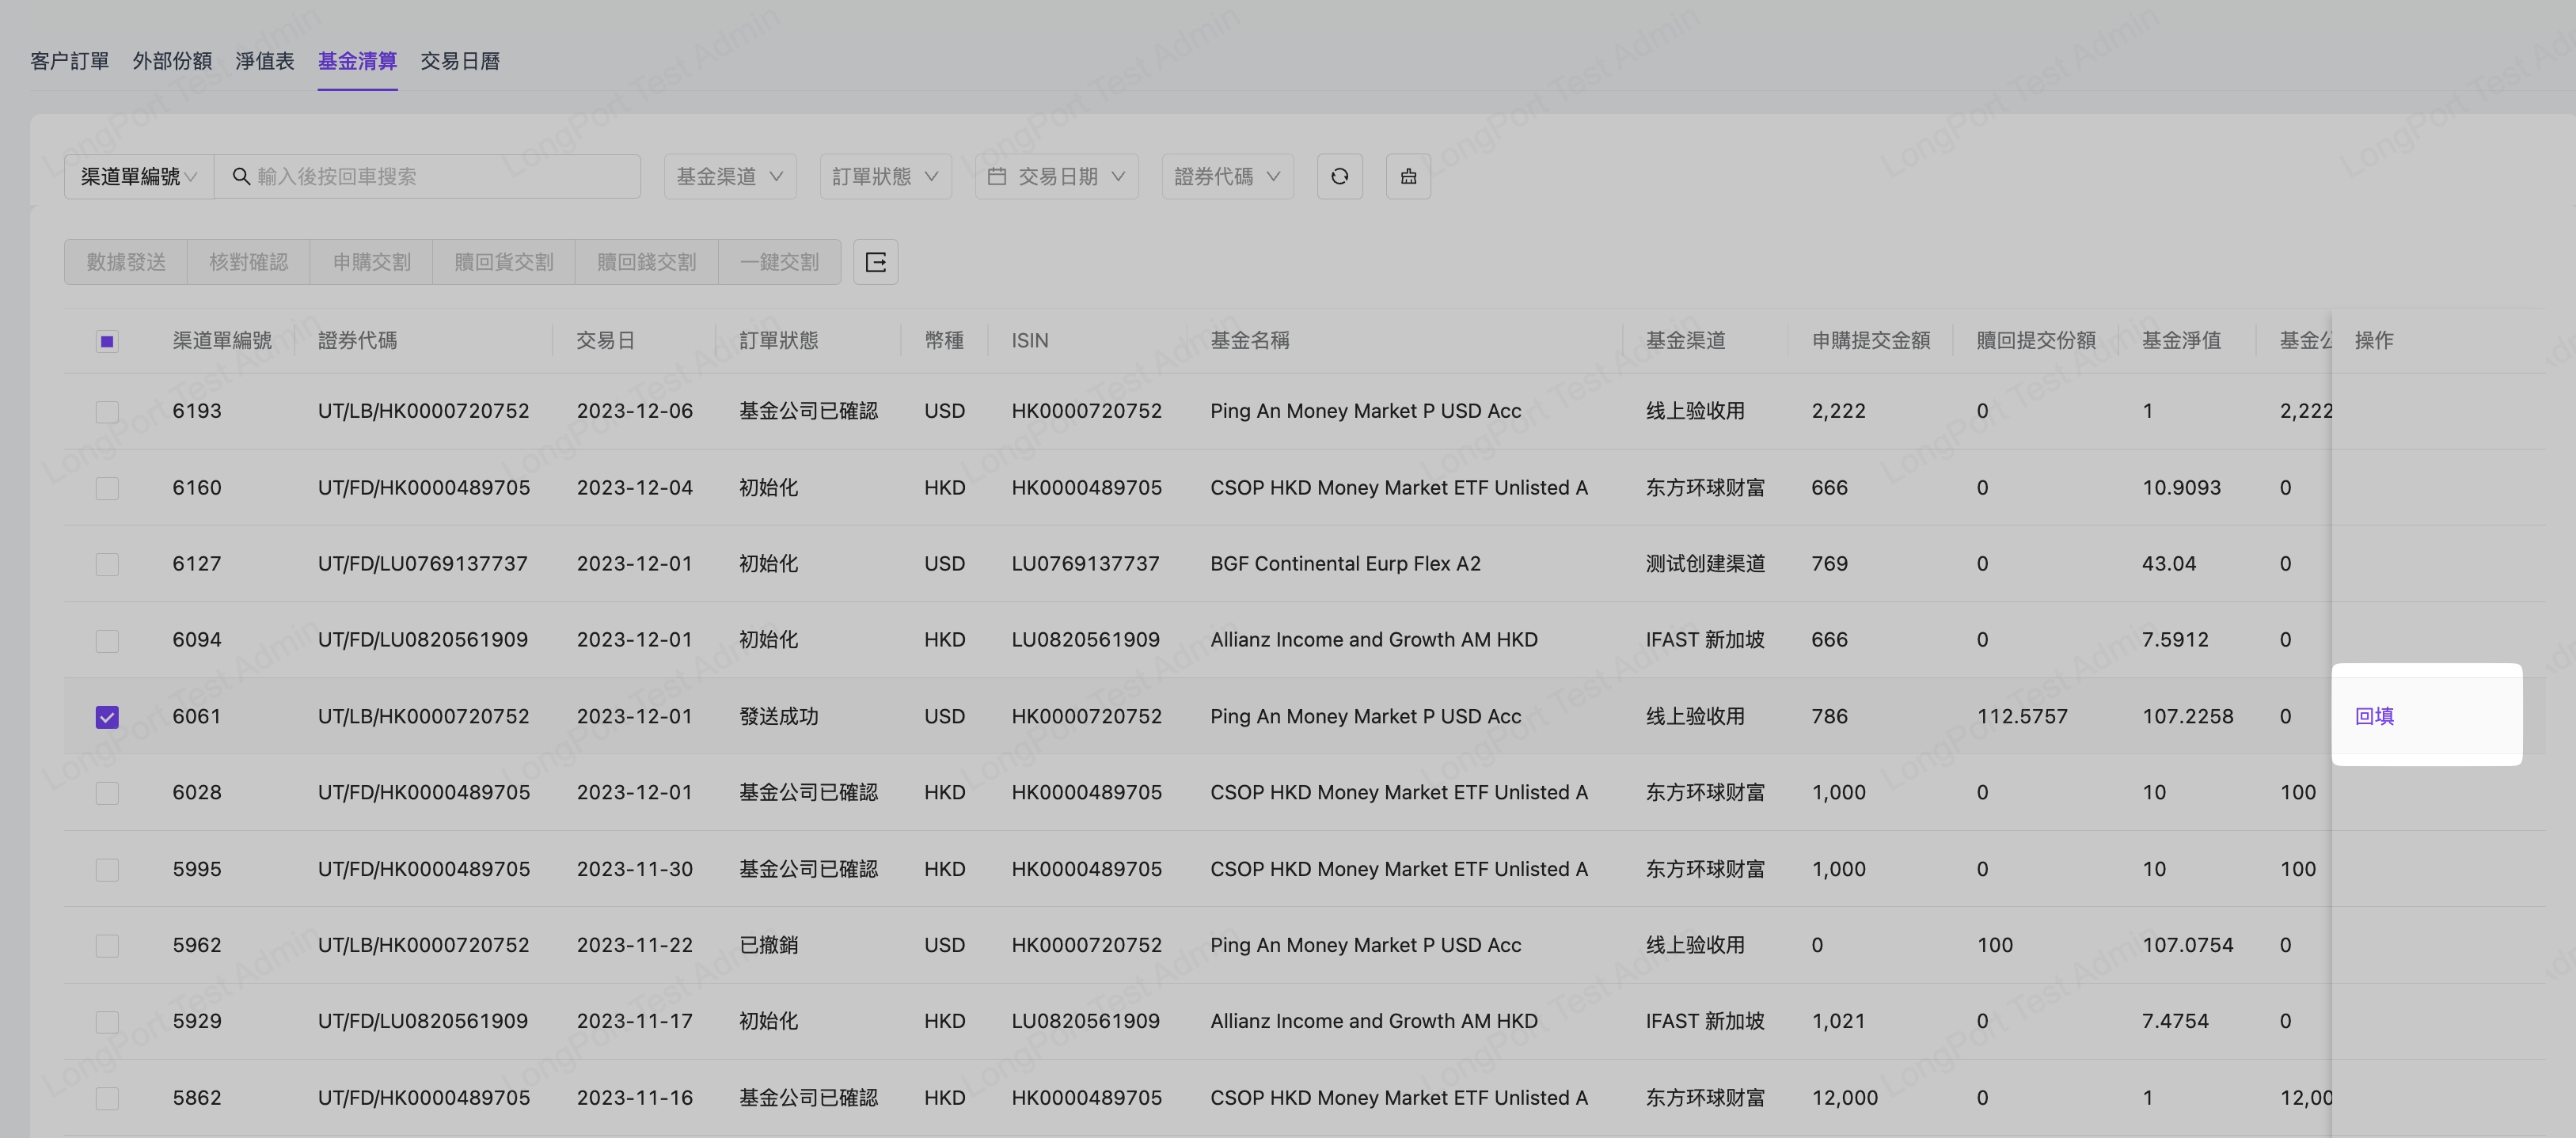 客户訂單 外部份額 淨值表 基金清算 交易日曆
渠道單編號 輸入後按回車搜索 基金渠道 訂單狀態 交易日期 證券代碼
數據發送 核對確認 申購交割 贖回貨交割 贖回錢交割 一鍵交割
渠道單編號 證券代碼 交易日 訂單狀態 幣種 ISIN 基金名稱 基金渠道 申購提交金額 贖回提交份額 基金淨值 基金公 操作
6193 UT/LB/HK0000720752 2023-12-06 基金公司已確認 USD HK0000720752 Ping An Money Market P USD Acc 线上验收用 2,222 0 1 2,222
6160 UT/FD/HK0000489705 2023-12-04 初始化 HKD HK0000489705 CSOP HKD Money Market ETF Unlisted A 东方环球财富 666 0 10.9093 0
6127 UT/FD/LU0769137737 2023-12-01 初始化 USD LU0769137737 BGF Continental Eurp Flex A2 测试创建渠道 769 0 43.04 0
6094 UT/FD/LU0820561909 2023-12-01 初始化 HKD LU0820561909 Allianz Income and Growth AM HKD IFAST 新加坡 666 0 7.5912 0
6061 UT/LB/HK0000720752 2023-12-01 發送成功 USD HK0000720752 Ping An Money Market P USD Acc 线上验收用 786 112.5757 107.2258 0 回填
6028 UT/FD/HK0000489705 2023-12-01 基金公司已確認 HKD HK0000489705 CSOP HKD Money Market ETF Unlisted A 东方环球财富 1,000 0 10 100
5995 UT/FD/HK0000489705 2023-11-30 基金公司已確認 HKD HK0000489705 CSOP HKD Money Market ETF Unlisted A 东方环球财富 1,000 0 10 100
5962 UT/LB/HK0000720752 2023-11-22 已撤銷 USD HK0000720752 Ping An Money Market P USD Acc 线上验收用 0 100 107.0754 0
5929 UT/FD/LU0820561909 2023-11-17 初始化 HKD LU0820561909 Allianz Income and Growth AM HKD IFAST 新加坡 1,021 0 7.4754 0
5862 UT/FD/HK0000489705 2023-11-16 基金公司已確認 HKD HK0000489705 CSOP HKD Money Market ETF Unlisted A 东方环球财富 12,000 0 1 12,00
LongPort Test Admin